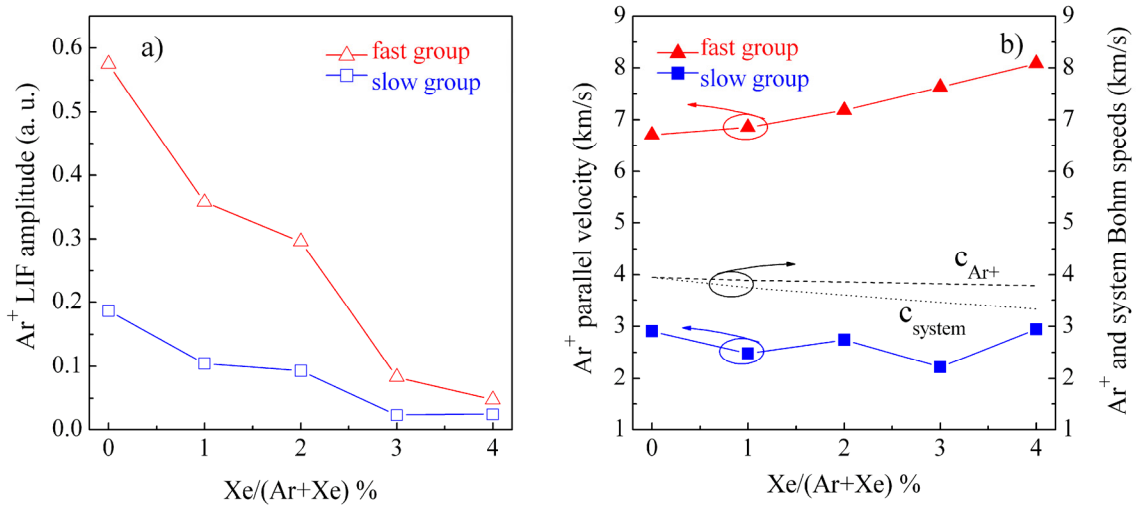 a)
fast group
slow group
0.6
0.5
0.4
0.3
0.2
0.1
0.0
Ar⁺ LIF amplitude (a. u.)
0 1 2 3 4
Xe/(Ar+Xe) %
b)
fast group
slow group
9
8
7
6
5
4
3
2
1
Ar⁺ parallel velocity (km/s)
c_Ar+
c_system
9
8
7
6
5
4
3
2
1
Ar⁺ and system Bohm speeds (km/s)
0 1 2 3 4
Xe/(Ar+Xe) %